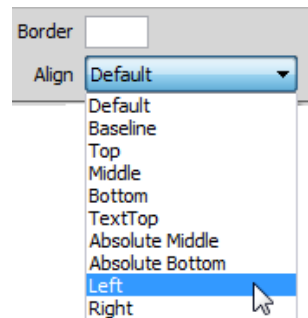 Border
Align Default
Default
Baseline
Top
Middle
Bottom
TextTop
Absolute Middle
Absolute Bottom
Left
Right